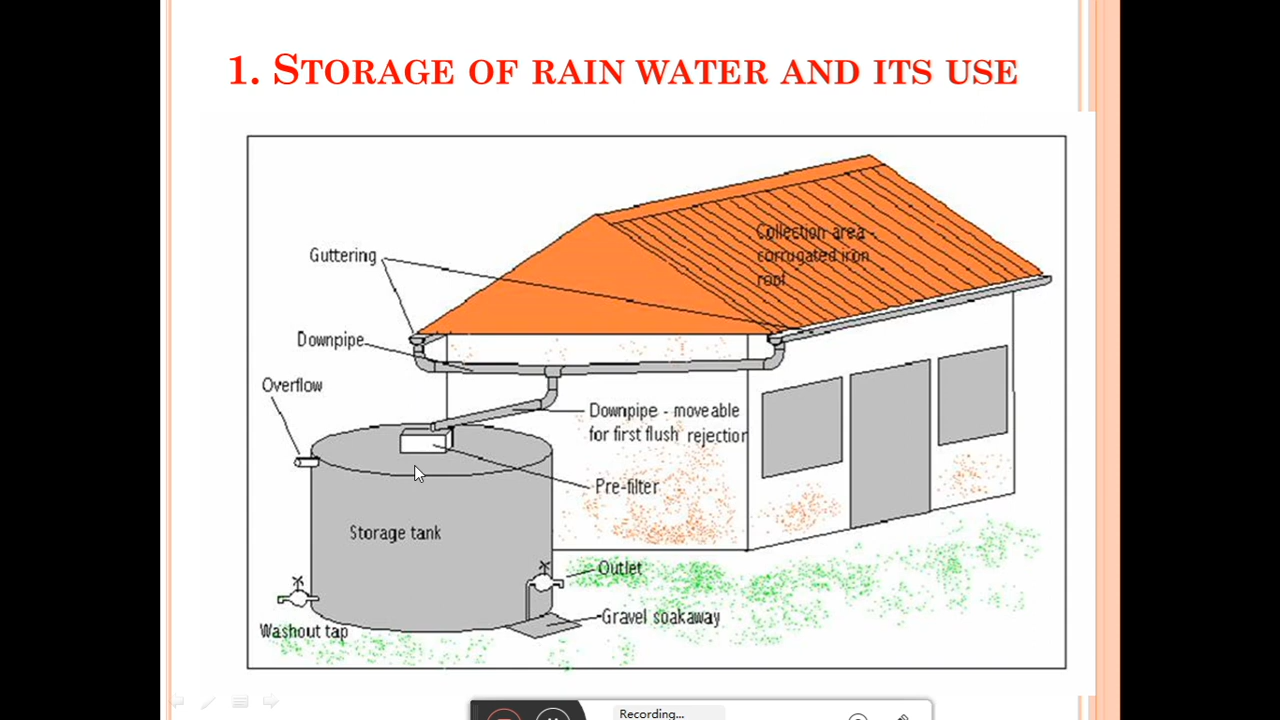 1. STORAGE OF RAIN WATER AND ITS USE
Collection area -
corrugated iron
roof
Guttering
Downpipe
Overflow
Downpipe - moveable
for first flush rejection
Pre-filter
Storage tank
Outlet
Gravel soakaway
Washout tap
Recording...